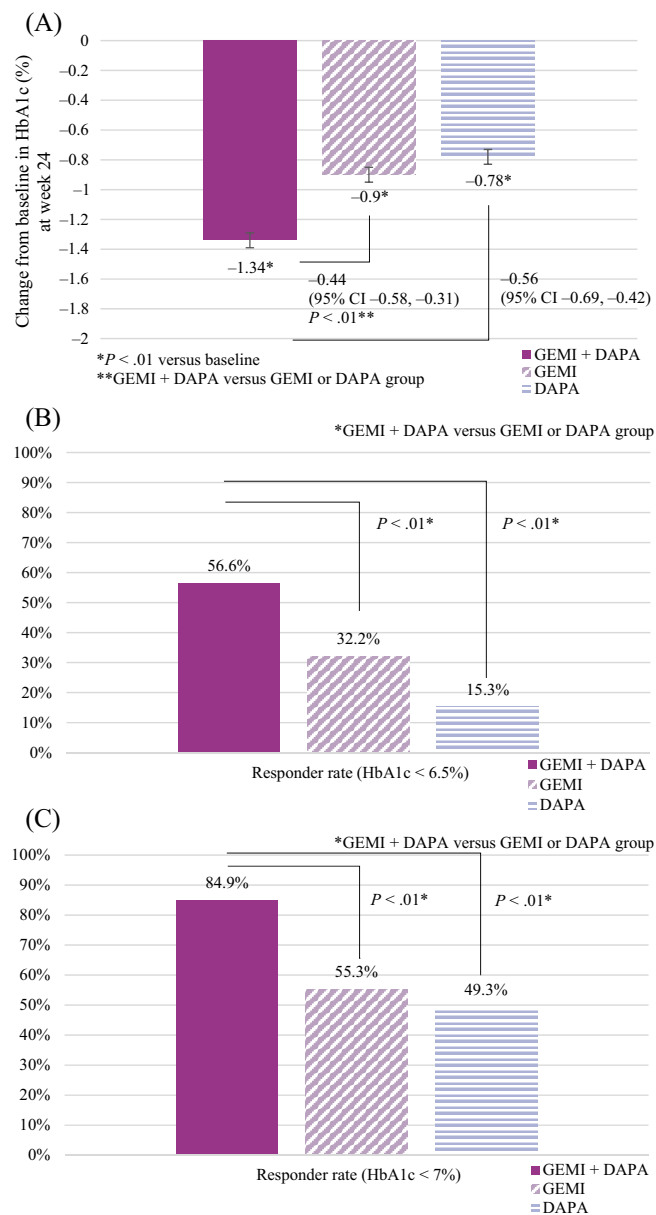 (A)
Change from baseline in HbA1c (%)
at week 24
0
–0.2
–0.4
–0.6
–0.8
–1
–1.2
–1.4
–1.6
–1.8
–2
–1.34*
–0.9*
–0.78*
–0.44
(95% CI –0.58, –0.31)
P < .01**
–0.56
(95% CI –0.69, –0.42)
*P < .01 versus baseline
**GEMI + DAPA versus GEMI or DAPA group
GEMI + DAPA
GEMI
DAPA
(B)
*GEMI + DAPA versus GEMI or DAPA group
100%
90%
80%
70%
60%
50%
40%
30%
20%
10%
0%
P < .01*
P < .01*
56.6%
32.2%
15.3%
Responder rate (HbA1c < 6.5%)
GEMI + DAPA
GEMI
DAPA
(C)
*GEMI + DAPA versus GEMI or DAPA group
100%
90%
80%
70%
60%
50%
40%
30%
20%
10%
0%
84.9%
P < .01*
P < .01*
55.3%
49.3%
Responder rate (HbA1c < 7%)
GEMI + DAPA
GEMI
DAPA